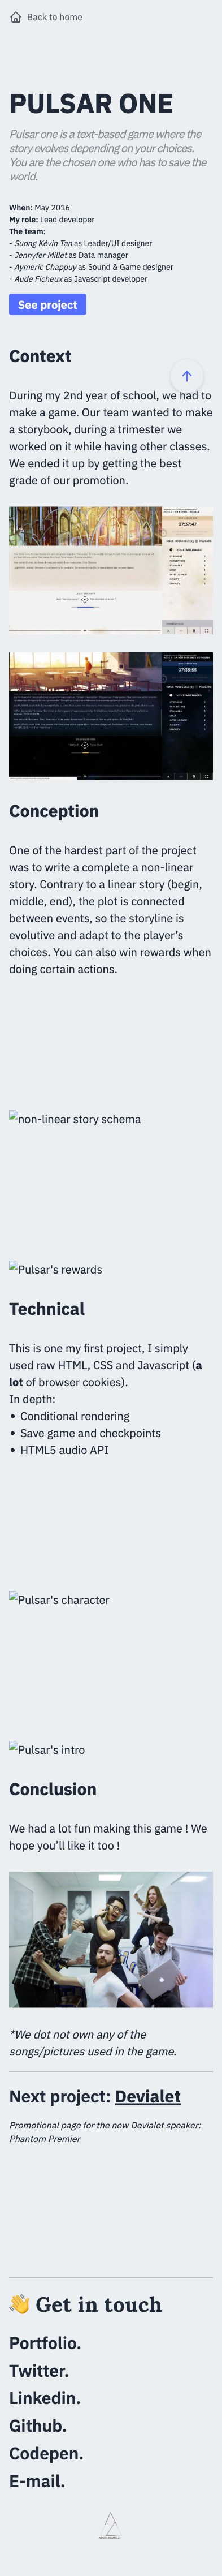 Back to home
PULSAR ONE
Pulsar one is a text-based game where the
story evolves depending on your choices.
You are the chosen one who has to save the
world.
When: May 2016
My role: Lead developer
The team:
- Suong Kévin Tan as Leader/UI designer
- Jennyfer Millet as Data manager
- Aymeric Chappuy as Sound & Game designer
- Aude Ficheux as Javascript developer
See project
Context
During my 2nd year of school, we had to
make a game. Our team wanted to make
a storybook, during a trimester we
worked on it while having other classes.
We ended it up by getting the best
grade of our promotion.
07:37:47
07:35:55
Conception
One of the hardest part of the project
was to write a complete a non-linear
story. Contrary to a linear story (begin,
middle, end), the plot is connected
between events, so the storyline is
evolutive and adapt to the player's
choices. You can also win rewards when
doing certain actions.
non-linear story schema
Pulsar's rewards
Technical
This is one my first project, I simply
used raw HTML, CSS and Javascript (a
lot of browser cookies).
In depth:
• Conditional rendering
• Save game and checkpoints
• HTML5 audio API
Pulsar's character
Pulsar's intro
Conclusion
We had a lot fun making this game ! We
hope you'll like it too !
*We dot not own any of the
songs/pictures used in the game.
Next project: Devialet
Promotional page for the new Devialet speaker:
Phantom Premier
👋 Get in touch
Portfolio.
Twitter.
Linkedin.
Github.
Codepen.
E-mail.